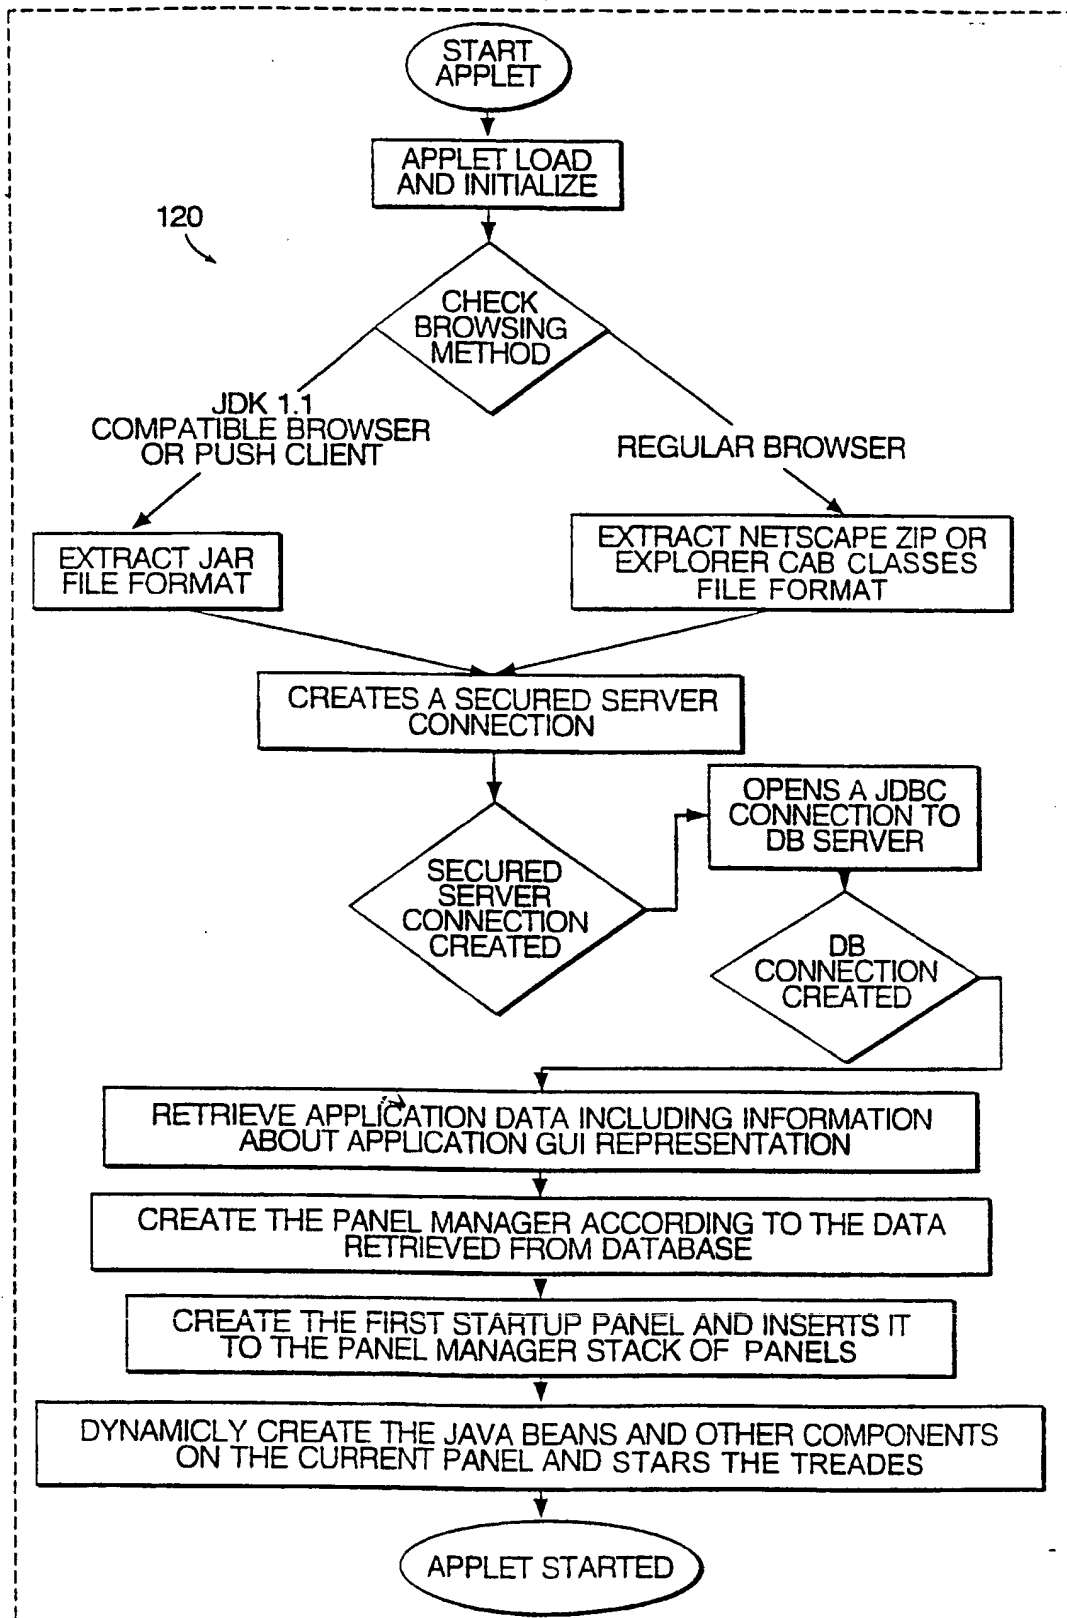 START
APPLET
APPLET LOAD
AND INITIALIZE
120
CHECK
BROWSING
METHOD
JDK 1.1
COMPATIBLE BROWSER
OR PUSH CLIENT
REGULAR BROWSER
EXTRACT JAR
FILE FORMAT
EXTRACT NETSCAPE ZIP OR
EXPLORER CAB CLASSES
FILE FORMAT
CREATES A SECURED SERVER
CONNECTION
OPENS A JDBC
CONNECTION TO
DB SERVER
SECURED
SERVER
CONNECTION
CREATED
DB
CONNECTION
CREATED
RETRIEVE APPLICATION DATA INCLUDING INFORMATION
ABOUT APPLICATION GUI REPRESENTATION
CREATE THE PANEL MANAGER ACCORDING TO THE DATA
RETRIEVED FROM DATABASE
CREATE THE FIRST STARTUP PANEL AND INSERTS IT
TO THE PANEL MANAGER STACK OF PANELS
DYNAMICLY CREATE THE JAVA BEANS AND OTHER COMPONENTS
ON THE CURRENT PANEL AND STARS THE TREADES
APPLET STARTED